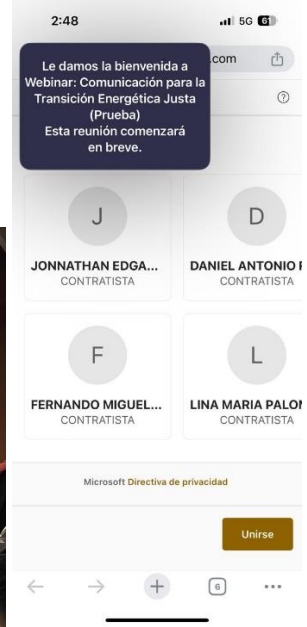 2:48
5G 61
.com
Le damos la bienvenida a
Webinar: Comunicación para la
Transición Energética Justa
(Prueba)
Esta reunión comenzará
en breve.
J
D
JONNATHAN EDGA...
DANIEL ANTONIO
CONTRATISTA
CONTRATISTA
F
L
FERNANDO MIGUEL...
LINA MARIA
CONTRATISTA
CONTRATISTA
Microsoft Directiva de privacidad
Unirse
6